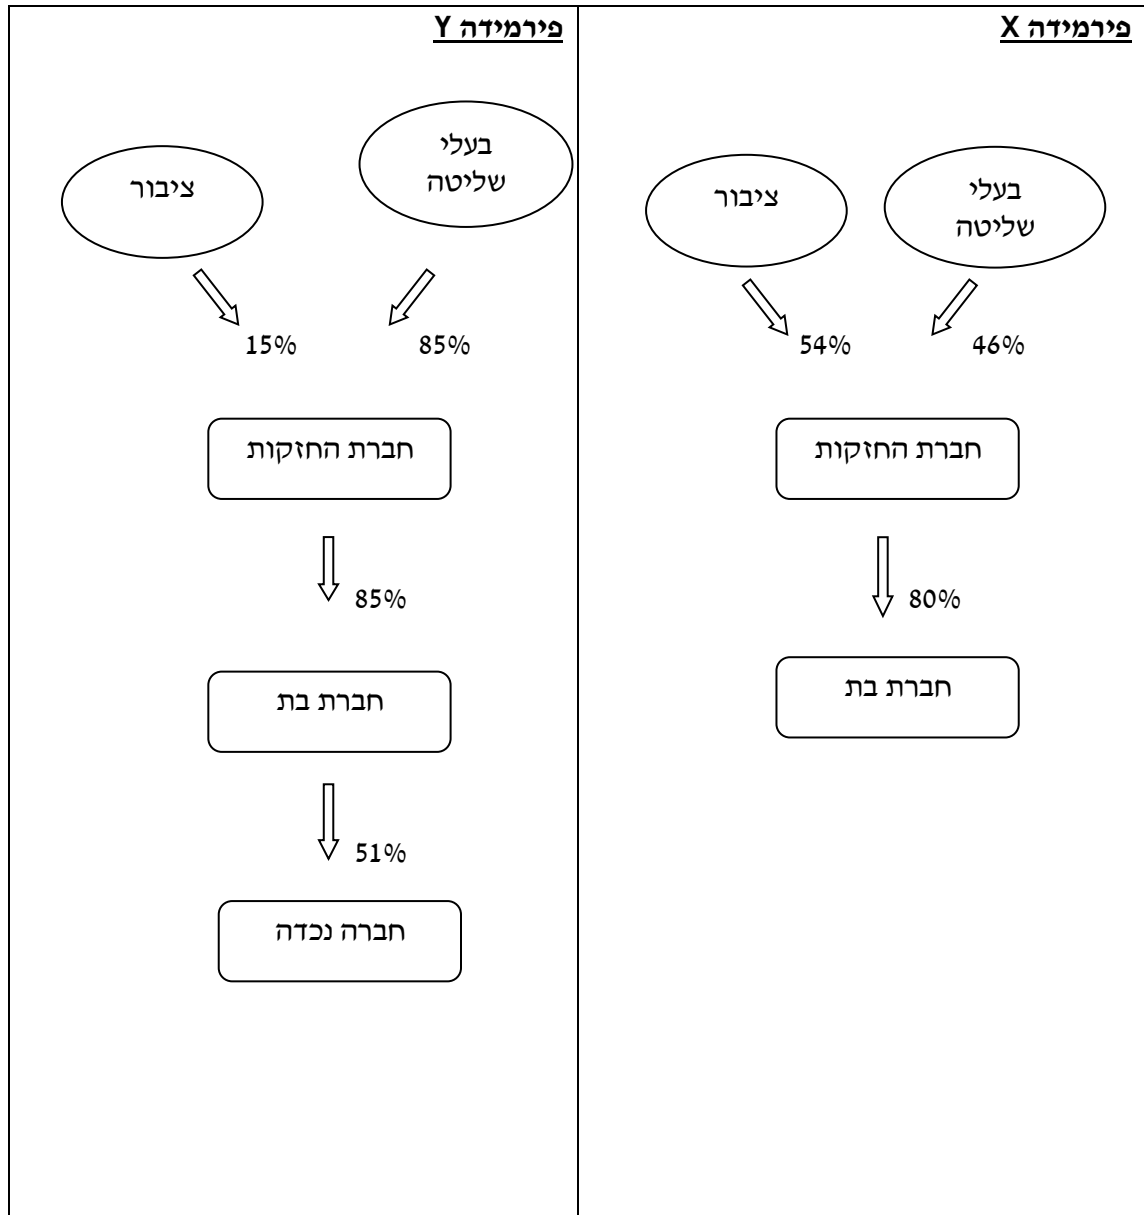 פירמידה X
בעלי
שליטה
ציבור
46%
54%
חברת החזקות
80%
חברת בת
פירמידה Y
בעלי
שליטה
ציבור
85%
15%
חברת החזקות
85%
חברת בת
51%
חברה נכדה